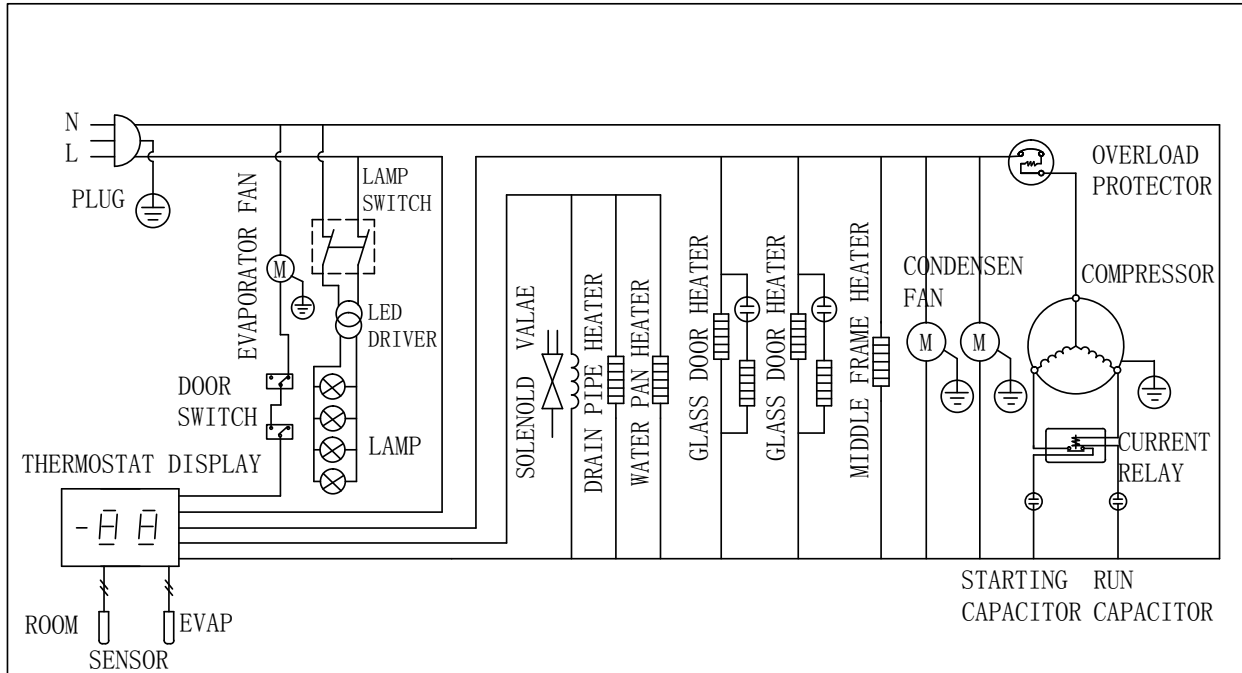 N
L
PLUG
EVAPORATOR FAN
M
LAMP
SWITCH
LED
DRIVER
DOOR
SWITCH
LAMP
THERMOSTAT DISPLAY
-88
ROOM
EVAP
SENSOR
SOLENOLD VALAE
DRAIN PIPE HEATER
WATER PAN HEATER
GLASS DOOR HEATER
GLASS DOOR HEATER
MIDDLE FRAME HEATER
CONDENSEN
FAN
M
M
OVERLOAD
PROTECTOR
COMPRESSOR
CURRENT
RELAY
STARTING
CAPACITOR
RUN
CAPACITOR